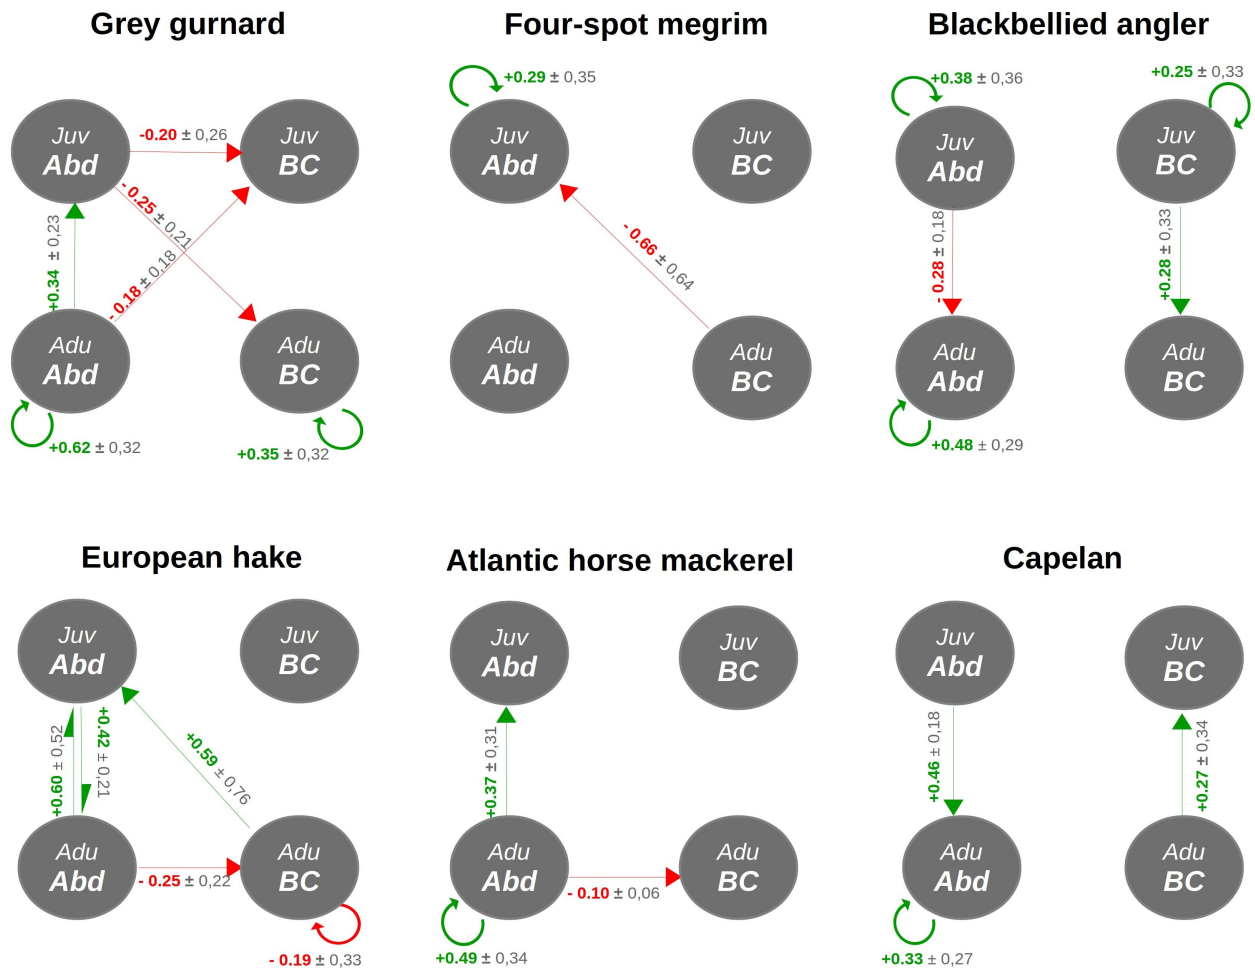 Grey gurnard
Juv
Abd
-0.20 ± 0,26
Juv
BC
- 0.25 ± 0,21
+0.34 ± 0,23
- 0.18 ± 0,18
Adu
Abd
Adu
BC
+0.62 ± 0,32
+0.35 ± 0,32
Four-spot megrim
+0.29 ± 0,35
Juv
Abd
Juv
BC
- 0.66 ± 0,64
Adu
Abd
Adu
BC
Blackbellied angler
+0.38 ± 0,36
+0.25 ± 0,33
Juv
Abd
Juv
BC
- 0.28 ± 0,18
+0.28 ± 0,33
Adu
Abd
Adu
BC
+0.48 ± 0,29
European hake
Juv
Abd
Juv
BC
+0.60 ± 0,52
+0.42 ± 0,21
+0.59 ± 0,76
Adu
Abd
- 0.25 ± 0,22
Adu
BC
- 0.19 ± 0,33
Atlantic horse mackerel
Juv
Abd
Juv
BC
+0.37 ± 0,31
Adu
Abd
- 0.10 ± 0,06
Adu
BC
+0.49 ± 0,34
Capelan
Juv
Abd
Juv
BC
+0.46 ± 0,18
+0.27 ± 0,34
Adu
Abd
Adu
BC
+0.33 ± 0,27